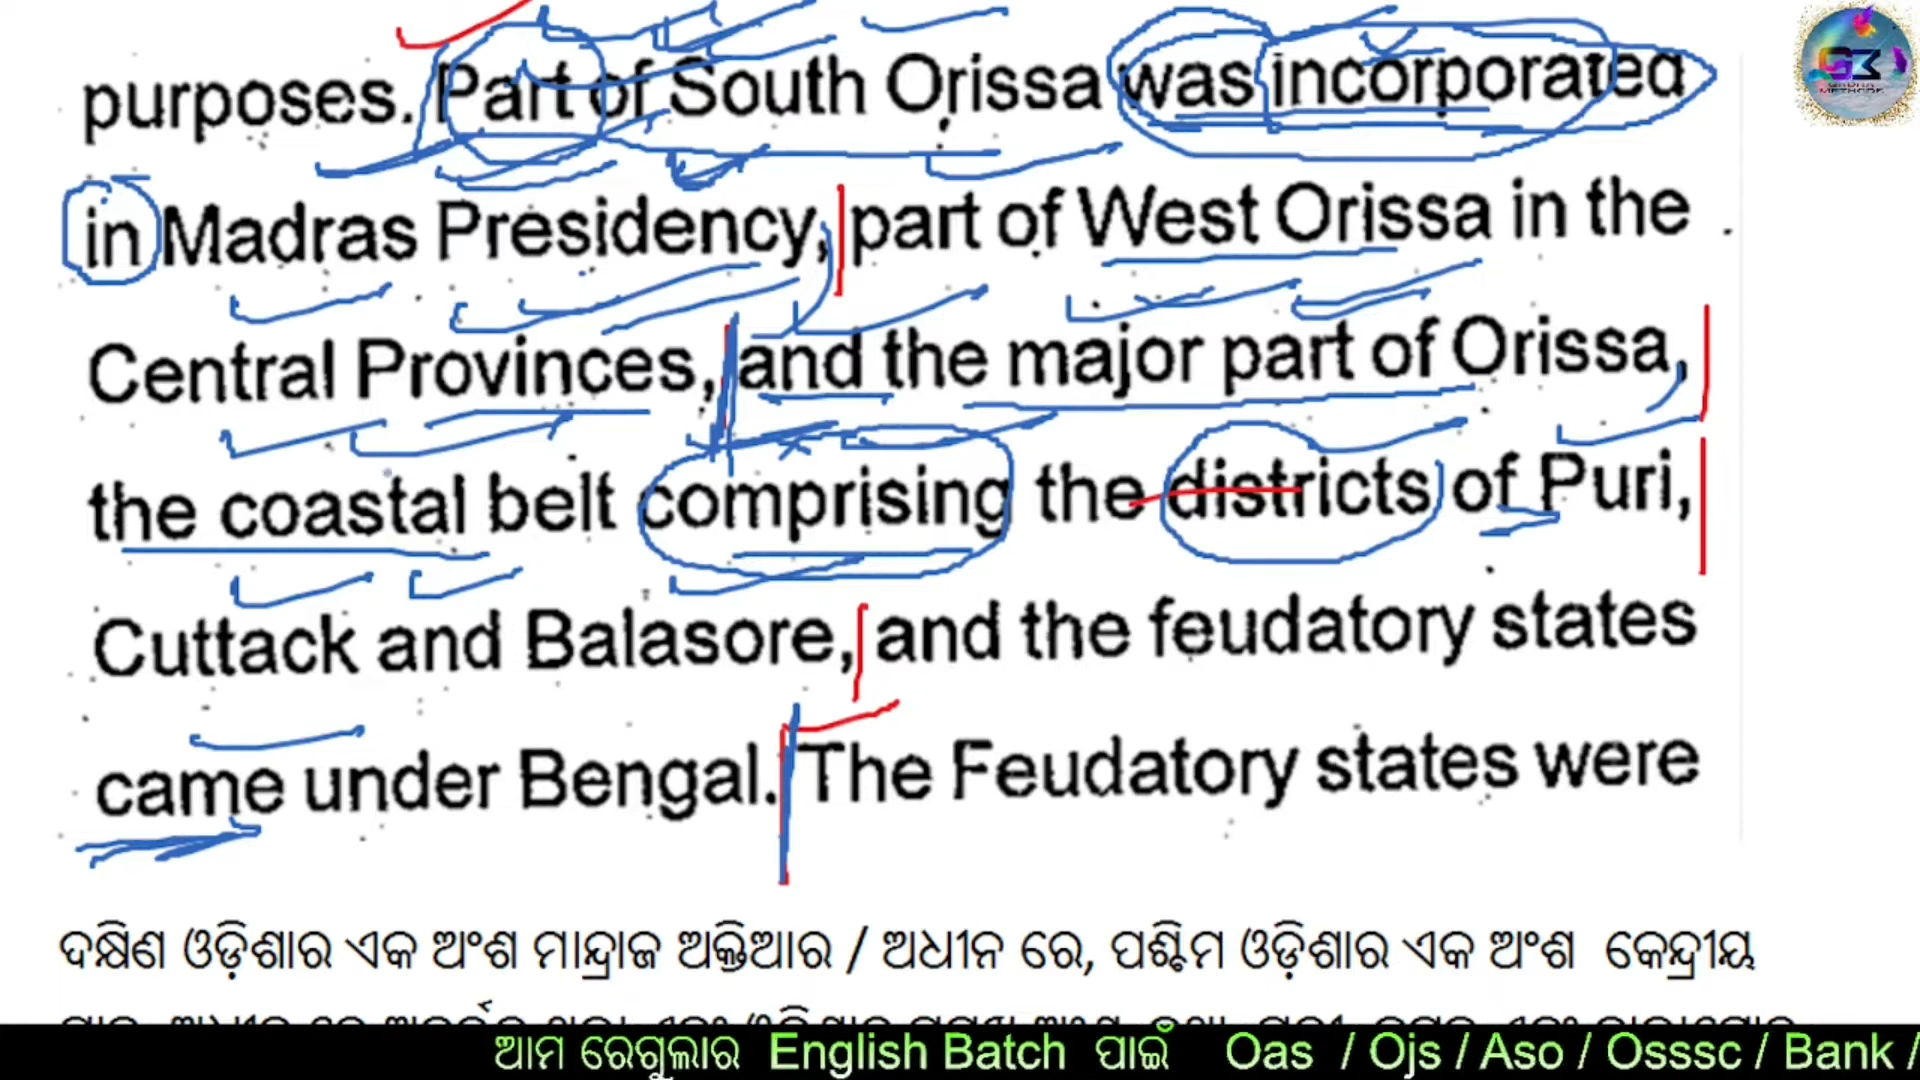 purposes. Part of South Orissa was incorporated
in Madras Presidency, part of West Orissa in the
Central Provinces, and the major part of Orissa,
the coastal belt comprising the districts of Puri,
Cuttack and Balasore, and the feudatory states
came under Bengal. The Feudatory states were
ଦକ୍ଷିଣ ଓଡ଼ିଶାର ଏକ ଅଂଶ ମାନ୍ଦ୍ରାଜ ଅକ୍ତିଆର / ଅଧୀନ ରେ, ପଶ୍ଚିମ ଓଡ଼ିଶାର ଏକ ଅଂଶ କେନ୍ଦ୍ରୀୟ
ଆମ ରେଗୁଲାର English Batch ପାଇଁ Oas / Ojs / Aso / Osssc / Bank /